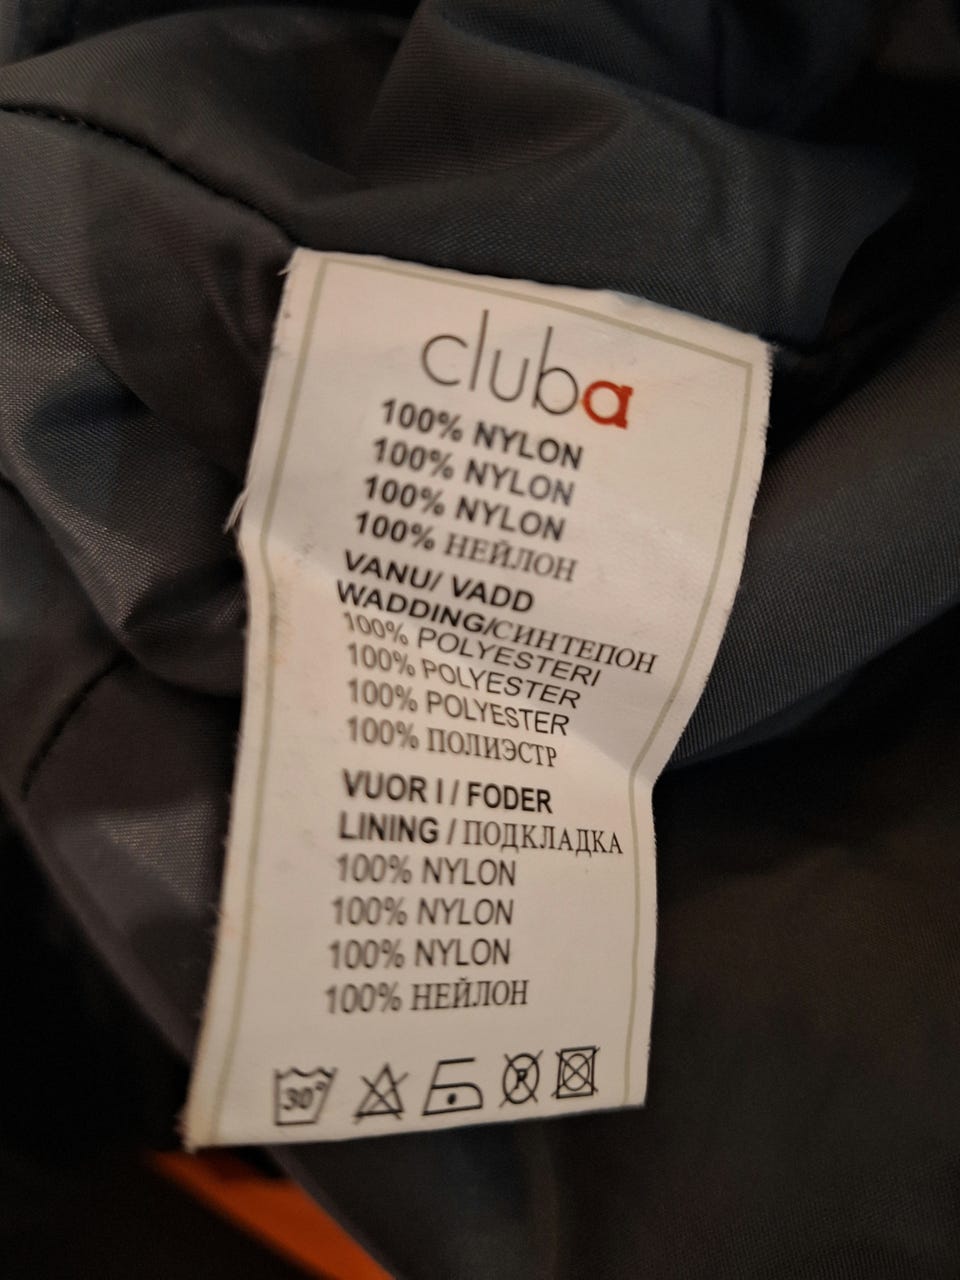 cluba
100% NYLON
100% NYLON
100% NYLON
100% НЕЙЛОН
VANU/ VADD
WADDING/СИНТЕПОН
100% POLYESTERI
100% POLYESTER
100% POLYESTER
100% ПОЛИЭСТР
VUOR I / FODER
LINING / ПОДКЛАДКА
100% NYLON
100% NYLON
100% NYLON
100% НЕЙЛОН
30° P